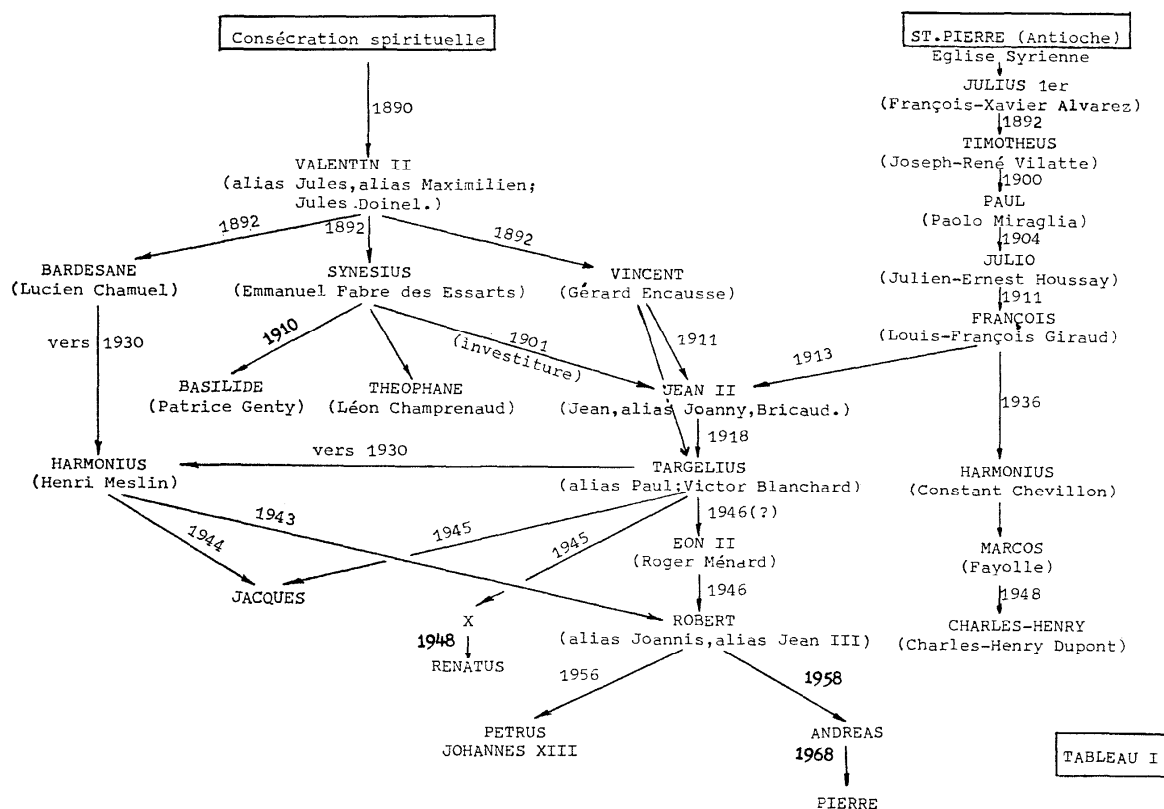 Consécration spirituelle
ST.PIERRE (Antioche)
Eglise Syrienne
JULIUS 1er
(François-Xavier Alvarez)
1890
1892
TIMOTHEUS
(Joseph-René Vilatte)
VALENTIN II
(alias Jules,alias Maximilien;
Jules Doinel.)
1900
PAUL
(Paolo Miraglia)
1892
1892
1892
1904
JULIO
(Julien-Ernest Houssay)
BARDESANE
(Lucien Chamuel)
SYNESIUS
(Emmanuel Fabre des Essarts)
VINCENT
(Gérard Encausse)
1911
FRANÇOIS
(Louis-François Giraud)
vers 1930
1910
1901
(investiture)
1911
1913
BASILIDE
(Patrice Genty)
THEOPHANE
(Léon Champrenaud)
JEAN II
(Jean,alias Joanny,Bricaud.)
1936
1918
vers 1930
HARMONIUS
(Henri Meslin)
TARGELIUS
(alias Paul;Victor Blanchard)
HARMONIUS
(Constant Chevillon)
1943
1944
1945
1945
1946(?)
EON II
(Roger Ménard)
MARCOS
(Fayolle)
JACQUES
1946
1948
X
ROBERT
(alias Joannis,alias Jean III)
CHARLES-HENRY
(Charles-Henry Dupont)
1948
RENATUS
1956
1958
PETRUS
JOHANNES XIII
ANDREAS
1968
PIERRE
TABLEAU I